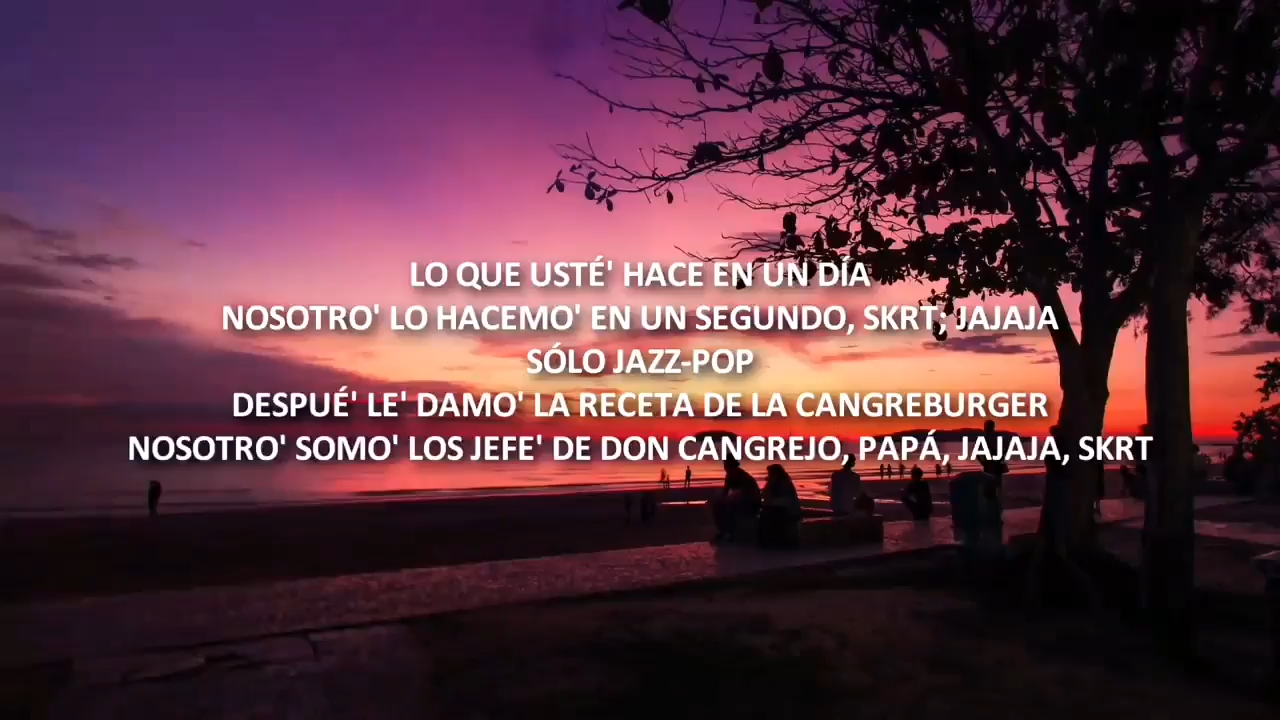 LO QUE USTÉ' HACE EN UN DÍA
NOSOTRO' LO HACEMO' EN UN SEGUNDO, SKRT; JAJAJA
SÓLO JAZZ-POP
DESPUÉ' LE' DAMO' LA RECETA DE LA CANGREBURGER
NOSOTRO' SOMO' LOS JEFE' DE DON CANGREJO, PAPÁ, JAJAJA, SKRT